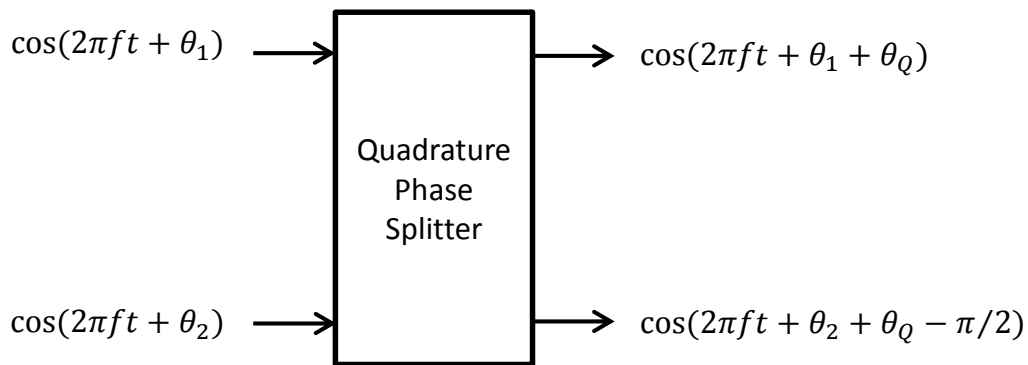 cos(2πft + θ₁)
cos(2πft + θ₁ + θ_Q)
Quadrature
Phase
Splitter
cos(2πft + θ₂)
cos(2πft + θ₂ + θ_Q − π/2)